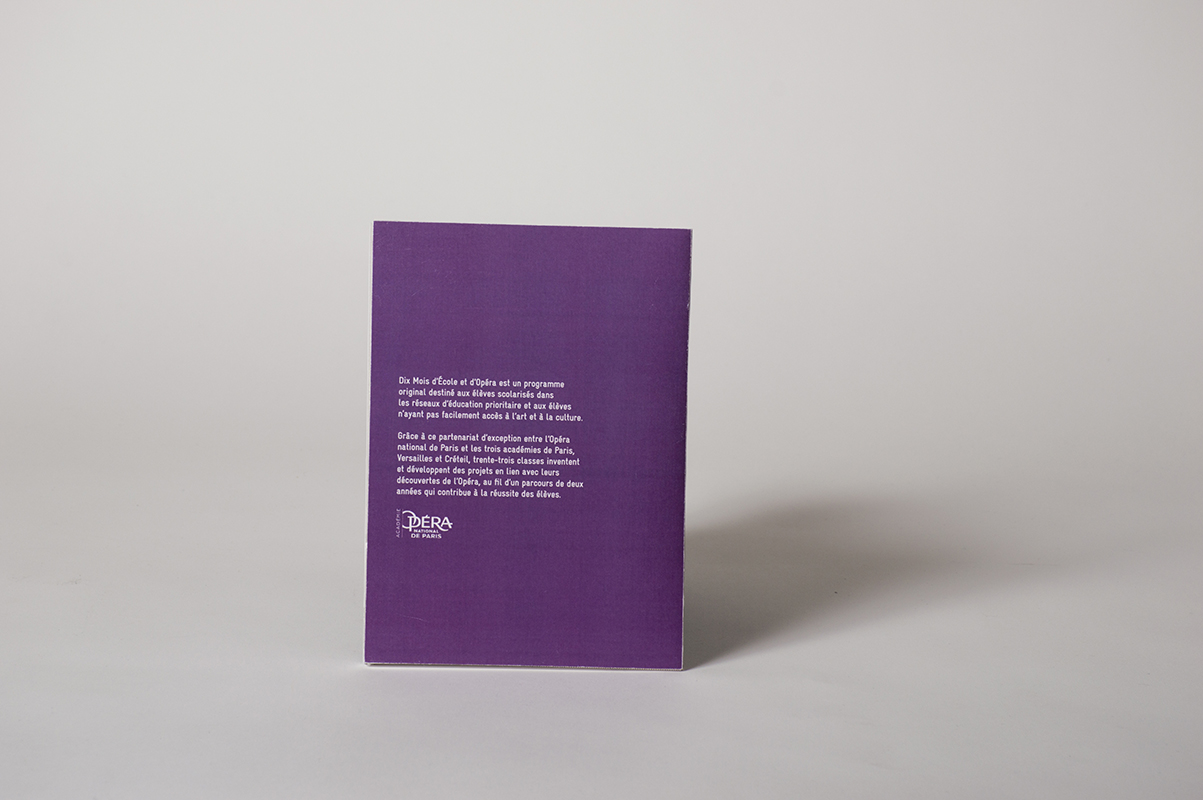 Dix Mois d'École et d'Opéra est un programme
original destiné aux élèves scolarisés dans
les réseaux d'éducation prioritaire et aux élèves
n'ayant pas facilement accès à l'art et à la culture.
Grâce à ce partenariat d'exception entre l'Opéra
national de Paris et les trois académies de Paris,
Versailles et Créteil, trente-trois classes inventent
et développent des projets en lien avec leurs
découvertes de l'Opéra, au fil d'un parcours de deux
années qui contribue à la réussite des élèves.
ACADÉMIE
OPÉRA
NATIONAL
DE PARIS